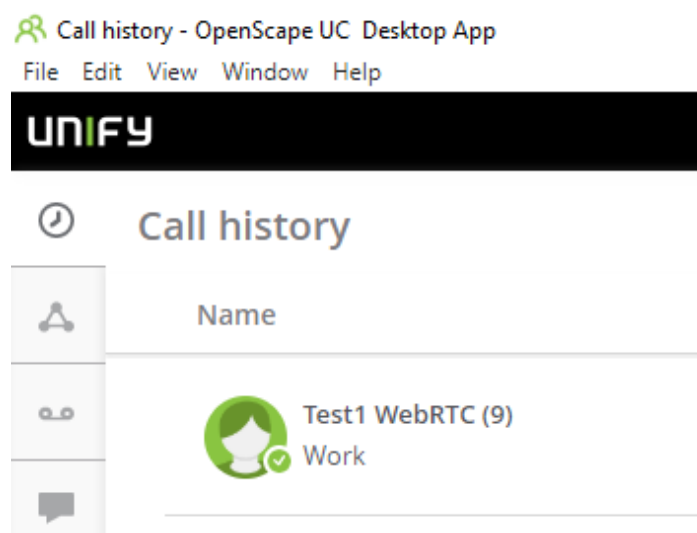 Call history - OpenScape UC Desktop App
File Edit View Window Help
UNIFY
Call history
Name
Test1 WebRTC (9)
Work